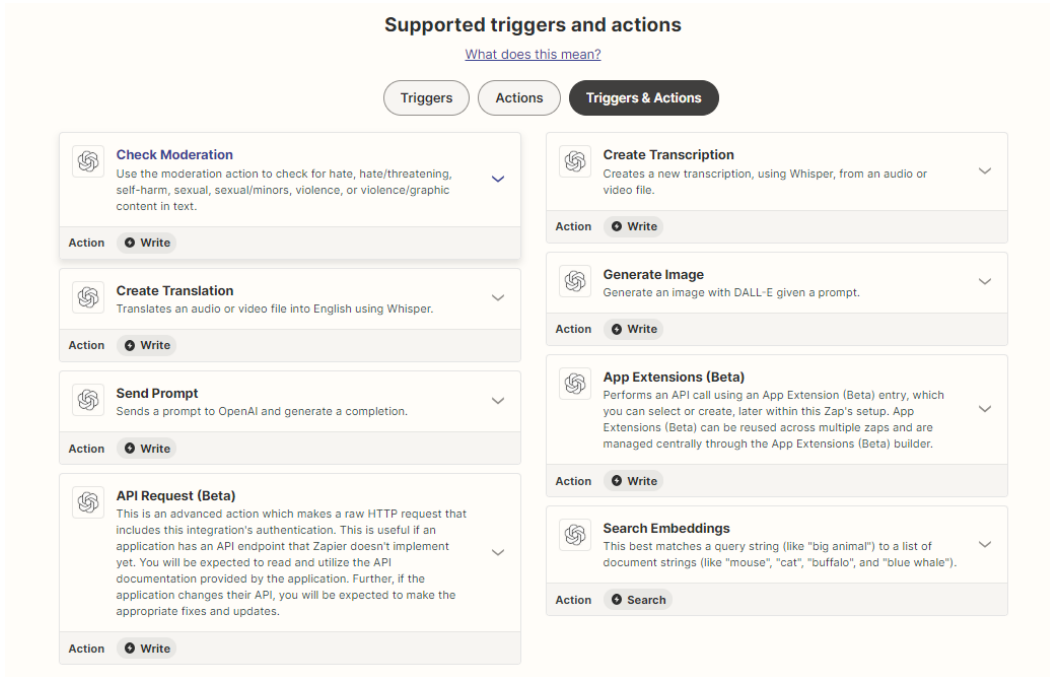 Supported triggers and actions
What does this mean?
Triggers
Actions
Triggers & Actions
Check Moderation
Use the moderation action to check for hate, hate/threatening,
self-harm, sexual, sexual/minors, violence, or violence/graphic
content in text.
Action
Write
Create Translation
Translates an audio or video file into English using Whisper.
Action
Write
Send Prompt
Sends a prompt to OpenAI and generate a completion.
Action
Write
API Request (Beta)
This is an advanced action which makes a raw HTTP request that
includes this integration's authentication. This is useful if an
application has an API endpoint that Zapier doesn't implement
yet. You will be expected to read and utilize the API
documentation provided by the application. Further, if the
application changes their API, you will be expected to make the
appropriate fixes and updates.
Action
Write
Create Transcription
Creates a new transcription, using Whisper, from an audio or
video file.
Action
Write
Generate Image
Generate an image with DALL-E given a prompt.
Action
Write
App Extensions (Beta)
Performs an API call using an App Extension (Beta) entry, which
you can select or create, later within this Zap's setup. App
Extensions (Beta) can be reused across multiple zaps and are
managed centrally through the App Extensions (Beta) builder.
Action
Write
Search Embeddings
This best matches a query string (like "big animal") to a list of
document strings (like "mouse", "cat", "buffalo", and "blue whale").
Action
Search